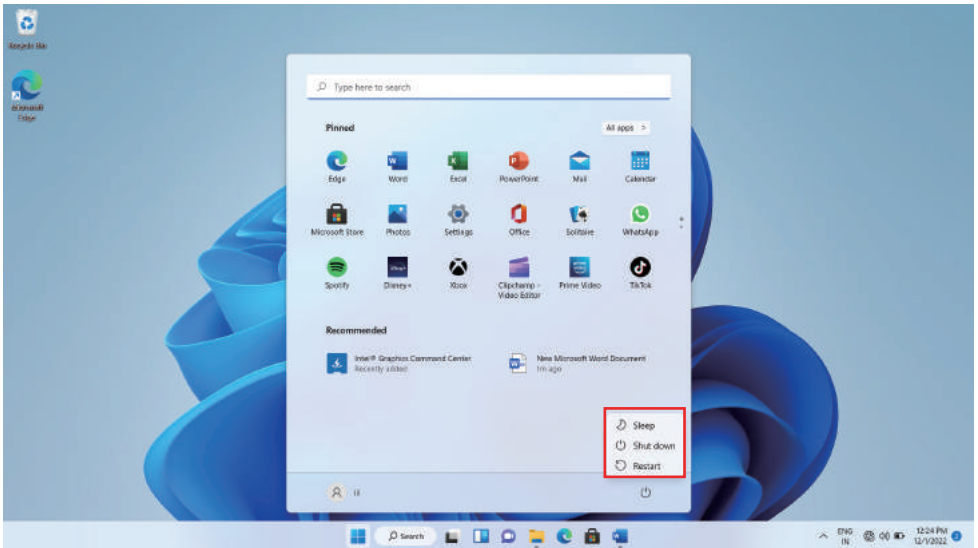 Recycle Bin
Microsoft
Edge
Type here to search
Pinned
All apps >
Edge
Word
Excel
PowerPoint
Mail
Calendar
Microsoft Store
Photos
Settings
Office
Solitaire
WhatsApp
Spotify
Disney+
Xbox
Clipchamp -
Video Editor
Prime Video
TikTok
Recommended
Intel® Graphics Command Center
Recently added
New Microsoft Word Document
1m ago
Sleep
Shut down
Restart
Search
ENG
IN
12:24 PM
12/1/2022